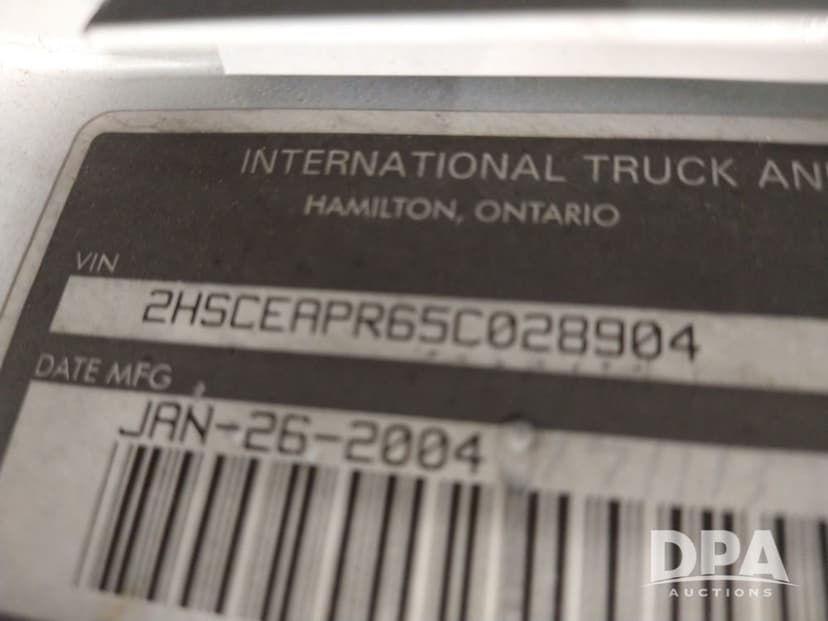 INTERNATIONAL TRUCK AN
HAMILTON, ONTARIO
VIN
2HSCEAPR65C028904
DATE MFG
JAN-26-2004
DPA
AUCTIONS